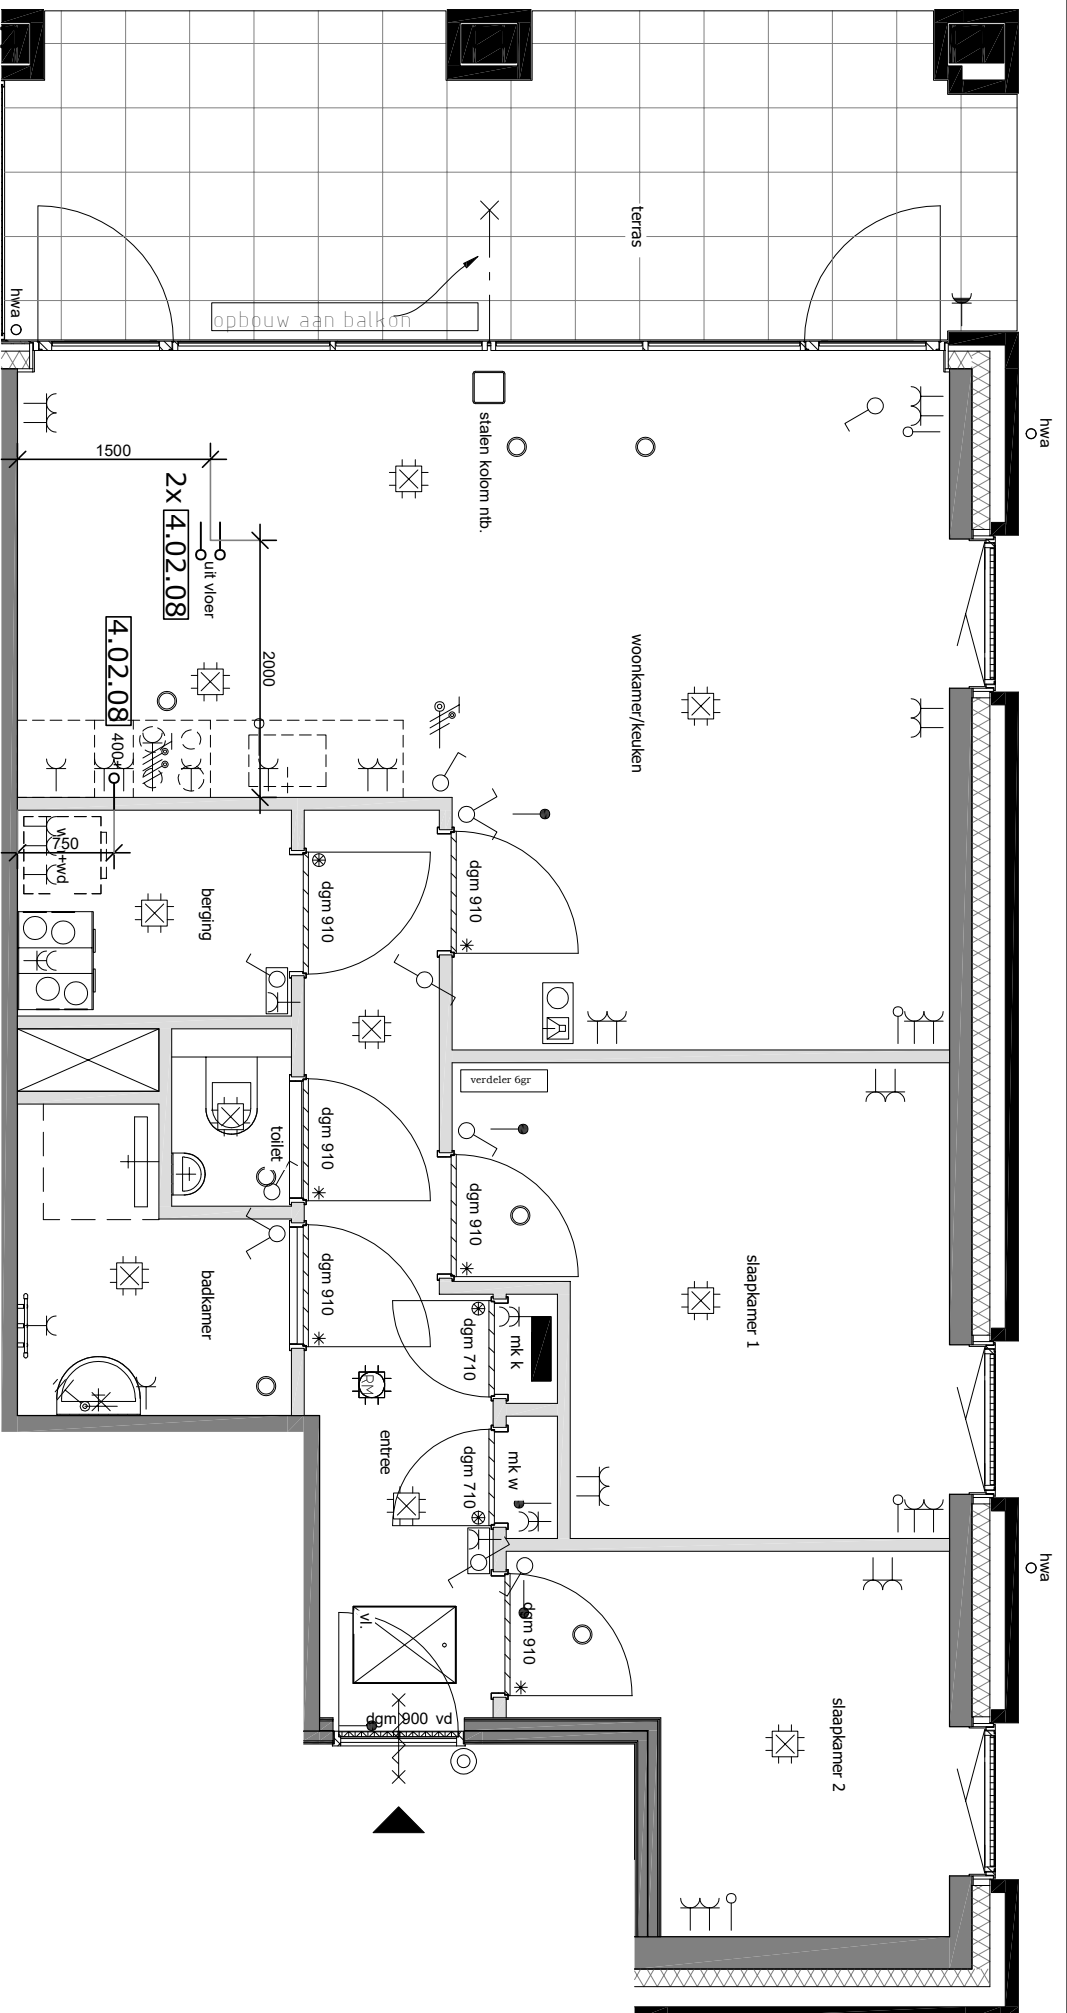 terras
opbouw aan balkon
hwa
hwa
stalen kolom ntb.
1500
2x 4.02.08
uit vloer
4.02.08
2000
woonkamer/keuken
400+
750
berging
dgm 910
dgm 910
verdeler 6gr
toilet
dgm 910
dgm 910
slaapkamer 1
badkamer
dgm 910
dgm 710
mk k
RM
entree
dgm 710
mk w
hwa
dgm 910
vl.
dgm 900 vd
slaapkamer 2